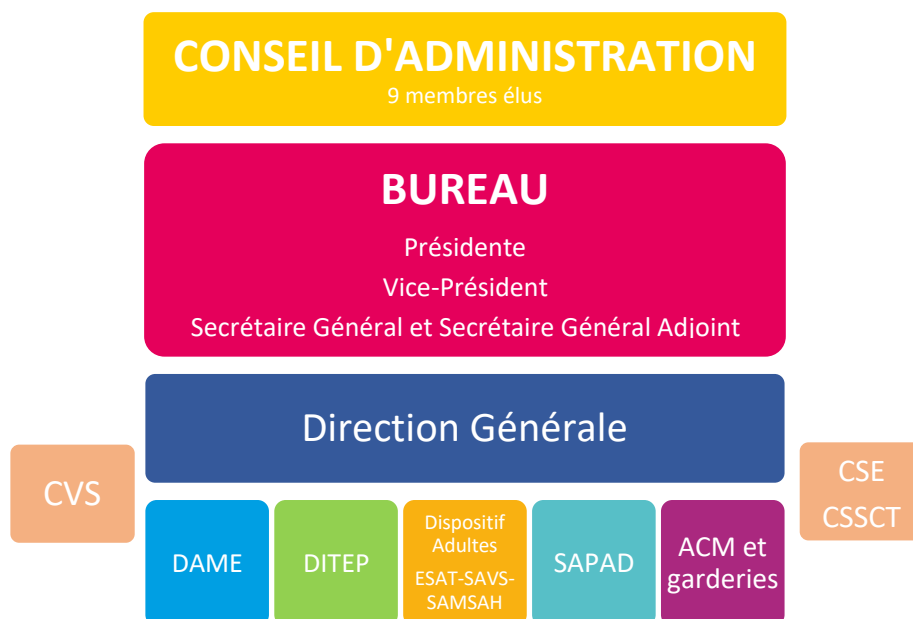 CONSEIL D'ADMINISTRATION
9 membres élus
BUREAU
Présidente
Vice-Président
Secrétaire Général et Secrétaire Général Adjoint
Direction Générale
CVS
CSE
CSSCT
DAME
DITEP
Dispositif
Adultes
ESAT-SAVS-
SAMSAH
SAPAD
ACM et
garderies